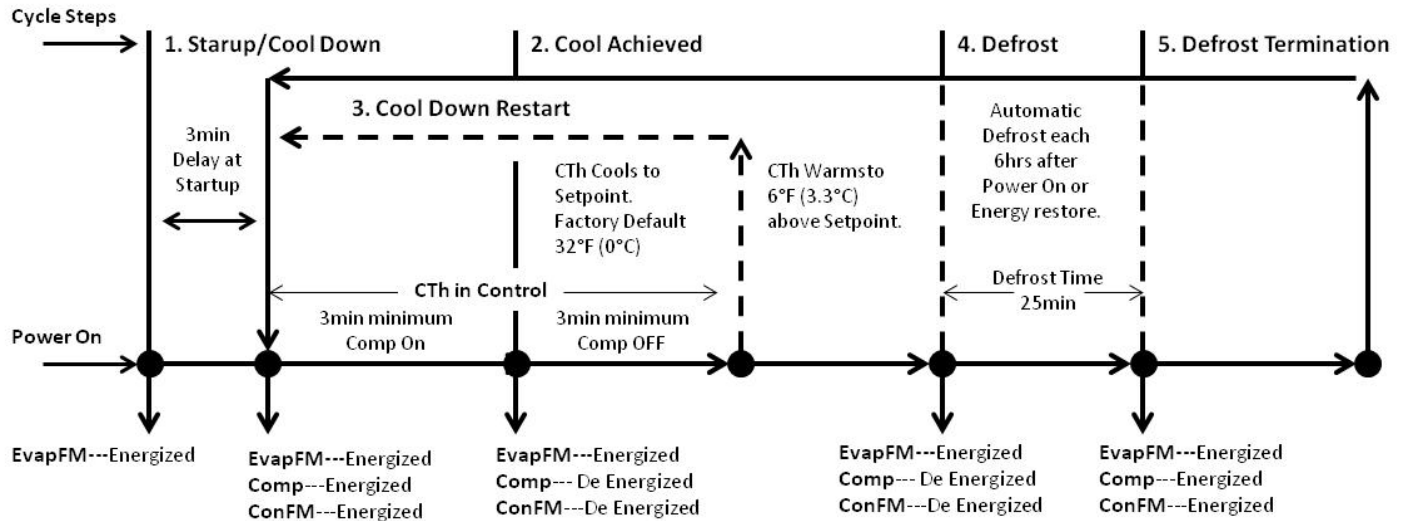 Cycle Steps
1. Starup/Cool Down
2. Cool Achieved
4. Defrost
5. Defrost Termination
3. Cool Down Restart
3min
Delay at
Startup
CTh Cools to
Setpoint.
Factory Default
32°F (0°C)
CTh Warmsto
6°F (3.3°C)
above Setpoint.
Automatic
Defrost each
6hrs after
Power On or
Energy restore.
CTh in Control
3min minimum
Comp On
3min minimum
Comp OFF
Defrost Time
25min
Power On
EvapFM---Energized
EvapFM---Energized
Comp---Energized
ConFM---Energized
EvapFM---Energized
Comp--- De Energized
ConFM---De Energized
EvapFM---Energized
Comp--- De Energized
ConFM---De Energized
EvapFM---Energized
Comp---Energized
ConFM---Energized